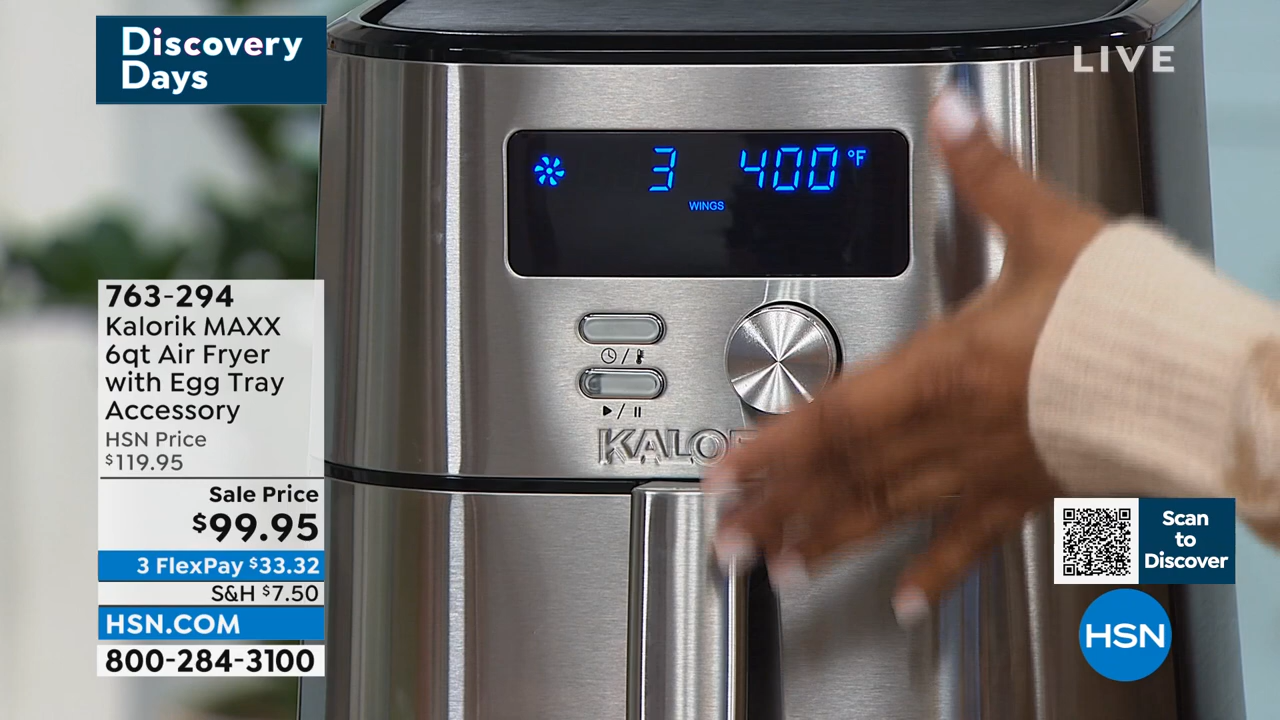 Discovery
Days
LIVE
3 400 °F
WINGS
KALO
763-294
Kalorik MAXX
6qt Air Fryer
with Egg Tray
Accessory
HSN Price
$119.95
Sale Price
$99.95
3 FlexPay $33.32
S&H $7.50
HSN.COM
800-284-3100
Scan
to
Discover
HSN